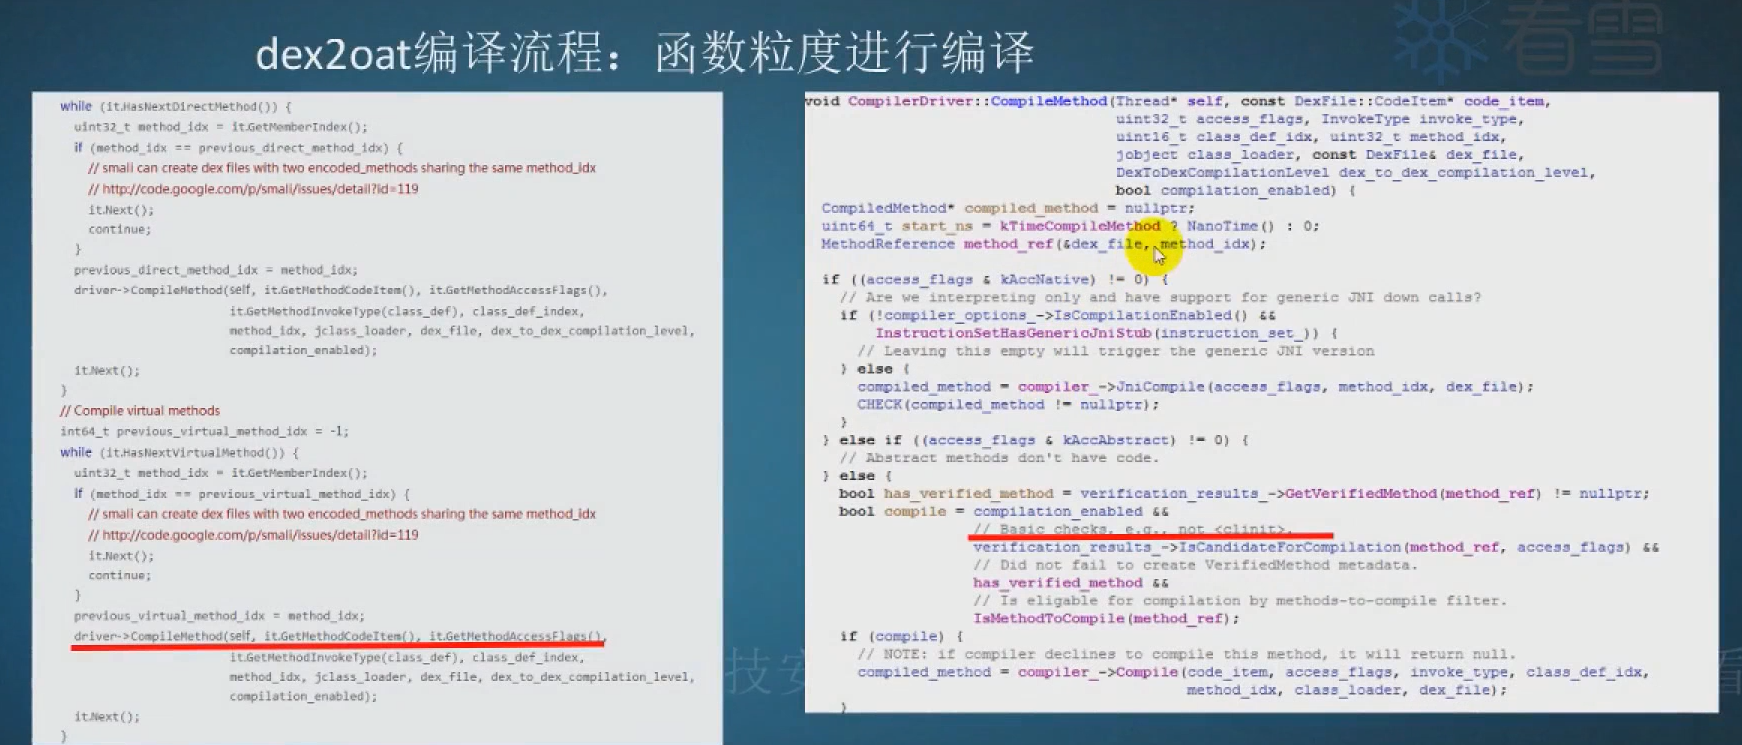 看雪
dex2oat编译流程：函数粒度进行编译
while (it.HasNextDirectMethod()) {
uint32_t method_idx = it.GetMemberIndex();
if (method_idx == previous_direct_method_idx) {
// smali can create dex files with two encoded_methods sharing the same method_idx
// http://code.google.com/p/smali/issues/detail?id=119
it.Next();
continue;
}
previous_direct_method_idx = method_idx;
driver->CompileMethod(self, it.GetMethodCodeItem(), it.GetMethodAccessFlags(),
it.GetMethodInvokeType(class_def), class_def_index,
method_idx, jclass_loader, dex_file, dex_to_dex_compilation_level,
compilation_enabled);
it.Next();
}
// Compile virtual methods
int64_t previous_virtual_method_idx = -1;
while (it.HasNextVirtualMethod()) {
uint32_t method_idx = it.GetMemberIndex();
if (method_idx == previous_virtual_method_idx) {
// smali can create dex files with two encoded_methods sharing the same method_idx
// http://code.google.com/p/smali/issues/detail?id=119
it.Next();
continue;
}
previous_virtual_method_idx = method_idx;
driver->CompileMethod(self, it.GetMethodCodeItem(), it.GetMethodAccessFlags(),
it.GetMethodInvokeType(class_def), class_def_index,
method_idx, jclass_loader, dex_file, dex_to_dex_compilation_level,
compilation_enabled);
it.Next();
}
void CompilerDriver::CompileMethod(Thread* self, const DexFile::CodeItem* code_item,
uint32_t access_flags, InvokeType invoke_type,
uint16_t class_def_idx, uint32_t method_idx,
jobject class_loader, const DexFile& dex_file,
DexToDexCompilationLevel dex_to_dex_compilation_level,
bool compilation_enabled) {
CompiledMethod* compiled_method = nullptr;
uint64_t start_ns = kTimeCompileMethod ? NanoTime() : 0;
MethodReference method_ref(&dex_file, method_idx);
if ((access_flags & kAccNative) != 0) {
// Are we interpreting only and have support for generic JNI down calls?
if (!compiler_options_->IsCompilationEnabled() &&
InstructionSetHasGenericJniStub(instruction_set_)) {
// Leaving this empty will trigger the generic JNI version
} else {
compiled_method = compiler_->JniCompile(access_flags, method_idx, dex_file);
CHECK(compiled_method != nullptr);
}
} else if ((access_flags & kAccAbstract) != 0) {
// Abstract methods don't have code.
} else {
bool has_verified_method = verification_results_->GetVerifiedMethod(method_ref) != nullptr;
bool compile = compilation_enabled &&
// Basic checks, e.g., not <clinit>.
verification_results_->IsCandidateForCompilation(method_ref, access_flags) &&
// Did not fail to create VerifiedMethod metadata.
has_verified_method &&
// Is eligable for compilation by methods-to-compile filter.
IsMethodToCompile(method_ref);
if (compile) {
// NOTE: if compiler declines to compile this method, it will return null.
compiled_method = compiler_->Compile(code_item, access_flags, invoke_type, class_def_idx,
method_idx, class_loader, dex_file);
}
技安
看